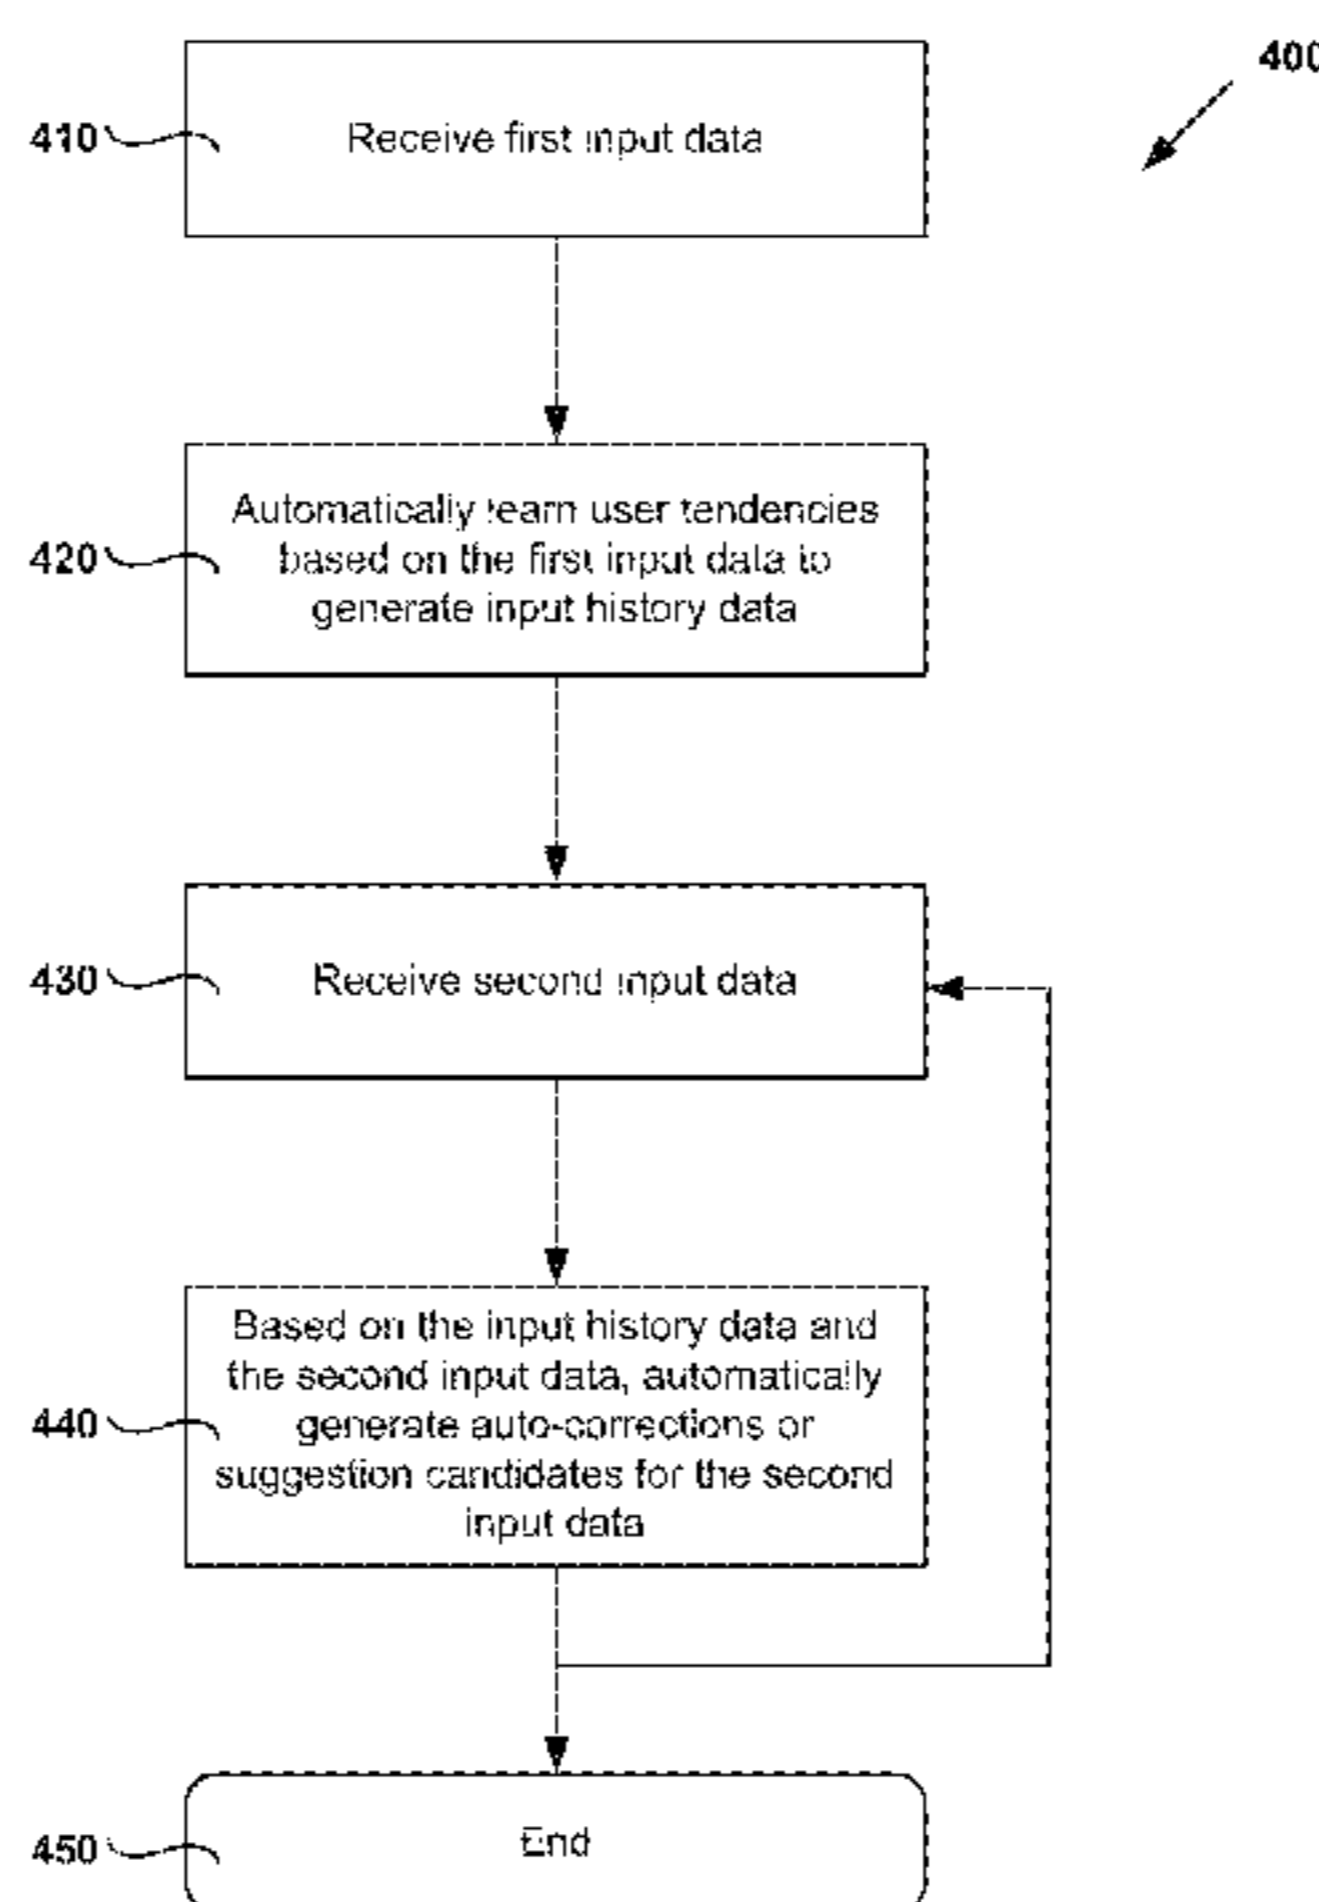 400
410
Receive first input data
420
Automatically learn user tendencies
based on the first input data to
generate input history data
430
Receive second input data
440
Based on the input history data and
the second input data, automatically
generate auto-corrections or
suggestion candidates for the second
input data
450
End